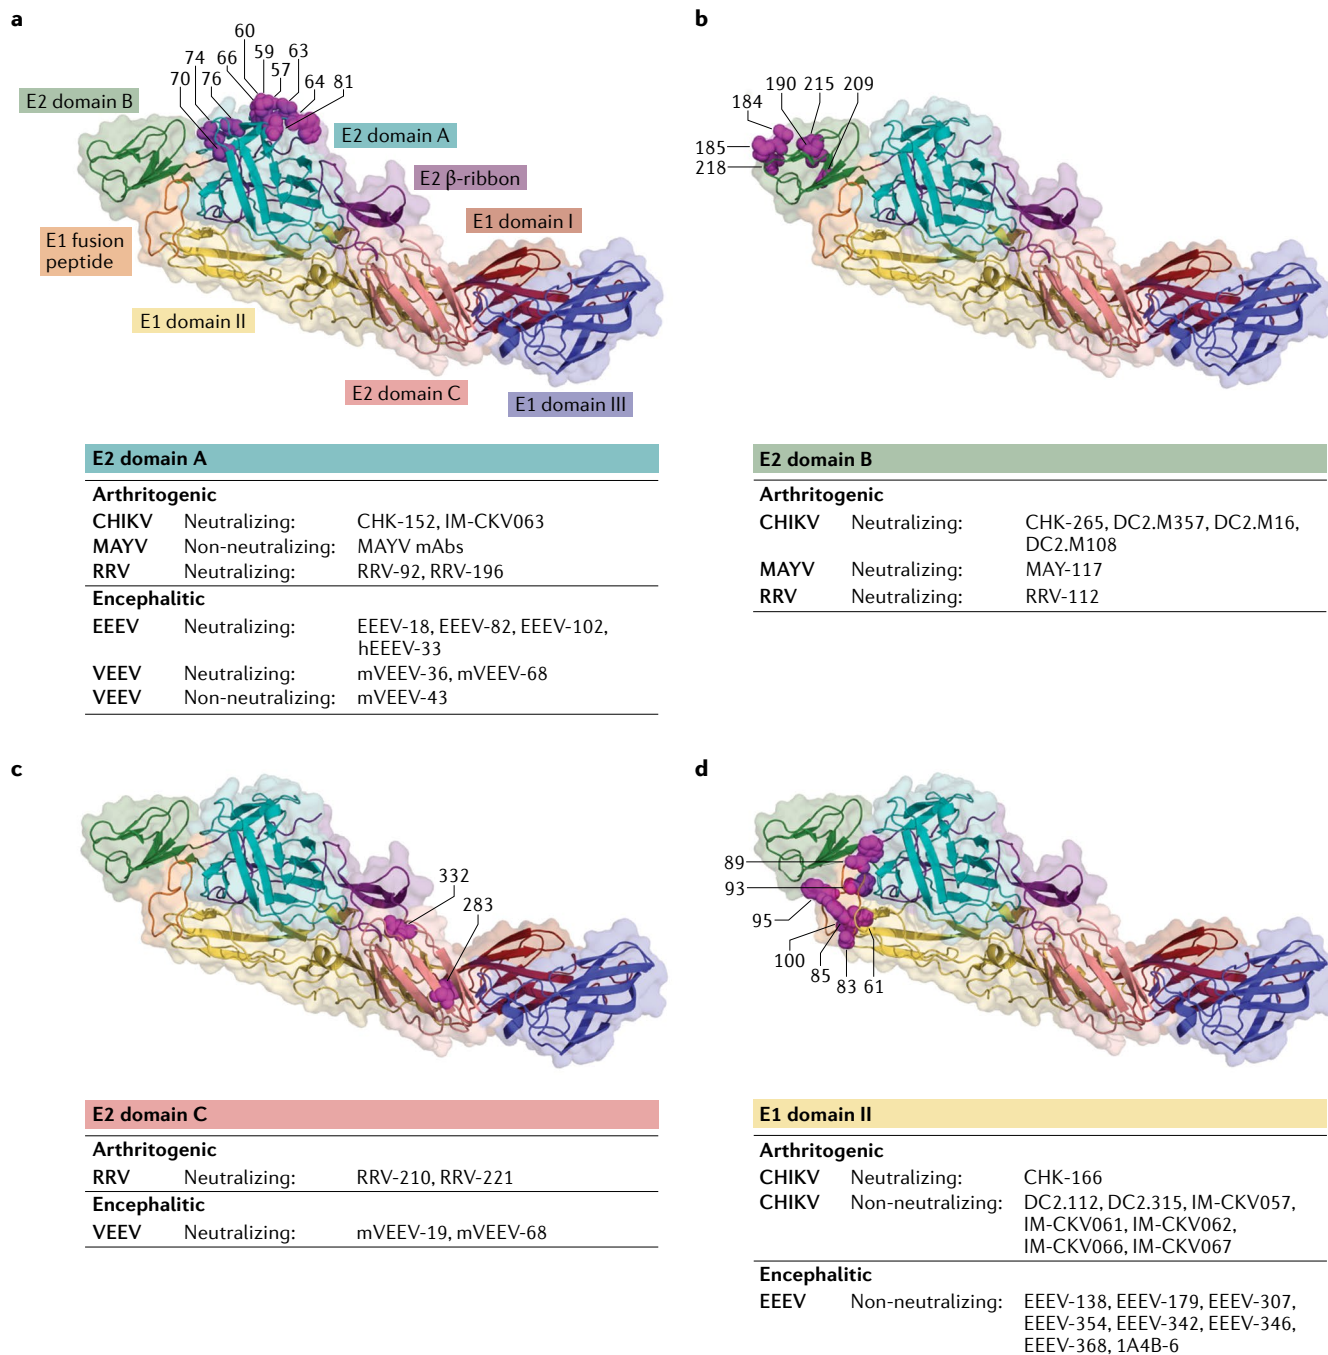 a
60
74
66
59
63
70
76
57
64
81
E2 domain B
E2 domain A
E2 β-ribbon
E1 domain I
E1 fusion
peptide
E1 domain II
E2 domain C
E1 domain III
E2 domain A
Arthritogenic
CHIKV Neutralizing: CHK-152, IM-CKV063
MAYV Non-neutralizing: MAYV mAbs
RRV Neutralizing: RRV-92, RRV-196
Encephalitic
EEEV Neutralizing: EEEV-18, EEEV-82, EEEV-102,
hEEEV-33
VEEV Neutralizing: mVEEV-36, mVEEV-68
VEEV Non-neutralizing: mVEEV-43
b
190 215 209
184
185
218
E2 domain B
Arthritogenic
CHIKV Neutralizing: CHK-265, DC2.M357, DC2.M16,
DC2.M108
MAYV Neutralizing: MAY-117
RRV Neutralizing: RRV-112
c
332
283
E2 domain C
Arthritogenic
RRV Neutralizing: RRV-210, RRV-221
Encephalitic
VEEV Neutralizing: mVEEV-19, mVEEV-68
d
89
93
95
100
85
83 61
E1 domain II
Arthritogenic
CHIKV Neutralizing: CHK-166
CHIKV Non-neutralizing: DC2.112, DC2.315, IM-CKV057,
IM-CKV061, IM-CKV062,
IM-CKV066, IM-CKV067
Encephalitic
EEEV Non-neutralizing: EEEV-138, EEEV-179, EEEV-307,
EEEV-354, EEEV-342, EEEV-346,
EEEV-368, 1A4B-6